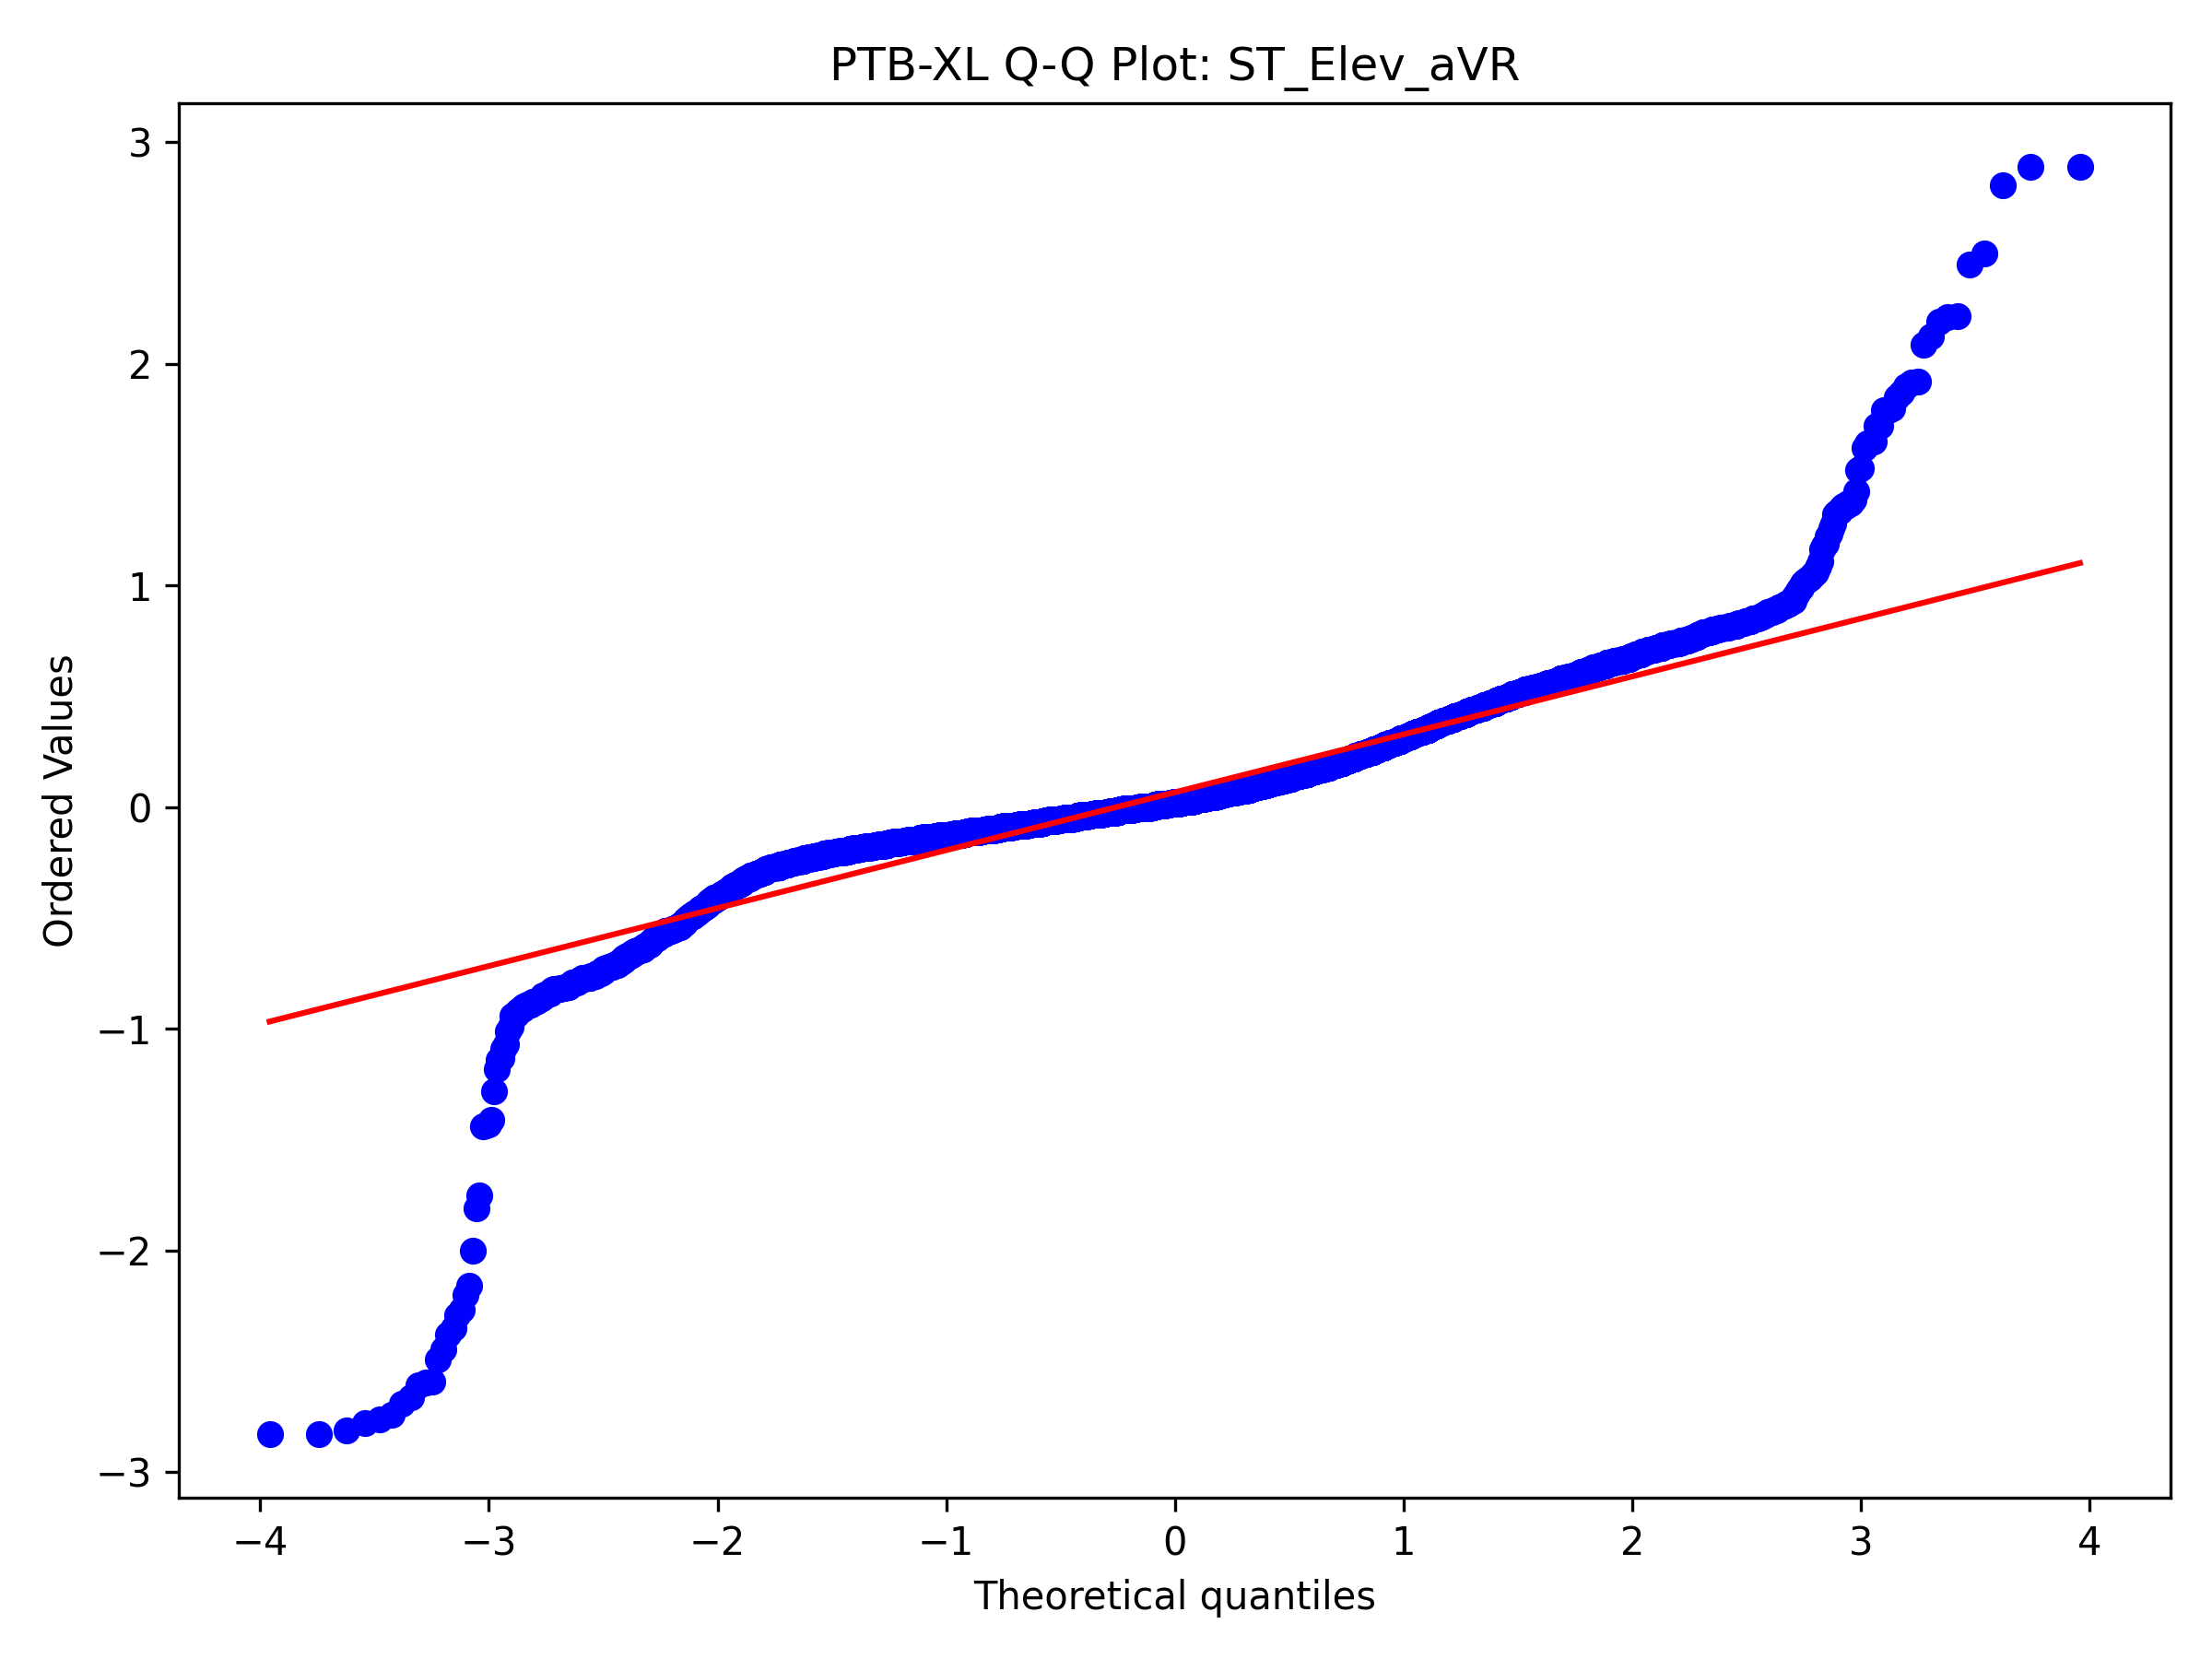 PTB-XL Q-Q Plot: ST_Elev_aVR
3
2
1
0
−1
−2
−3
Ordered Values
−4 −3 −2 −1 0 1 2 3 4
Theoretical quantiles